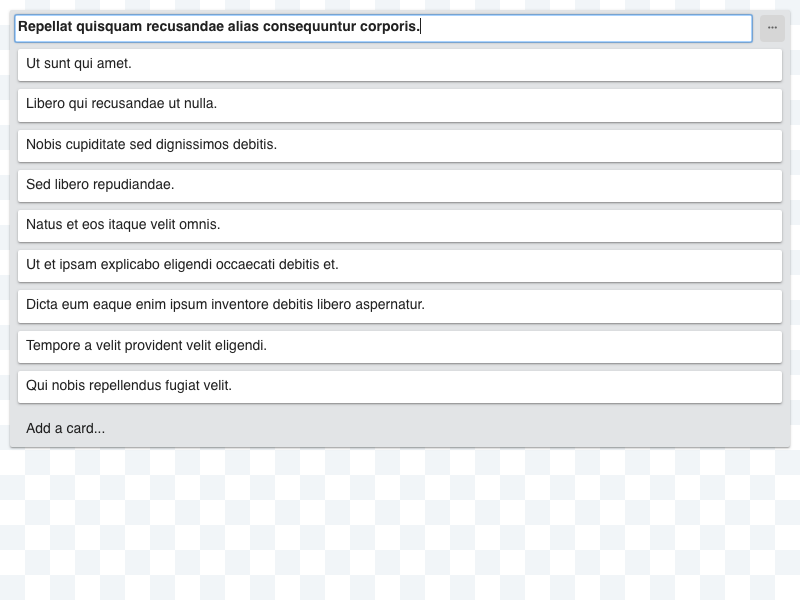 Repellat quisquam recusandae alias consequuntur corporis.
...
Ut sunt qui amet.
Libero qui recusandae ut nulla.
Nobis cupiditate sed dignissimos debitis.
Sed libero repudiandae.
Natus et eos itaque velit omnis.
Ut et ipsam explicabo eligendi occaecati debitis et.
Dicta eum eaque enim ipsum inventore debitis libero aspernatur.
Tempore a velit provident velit eligendi.
Qui nobis repellendus fugiat velit.
Add a card...